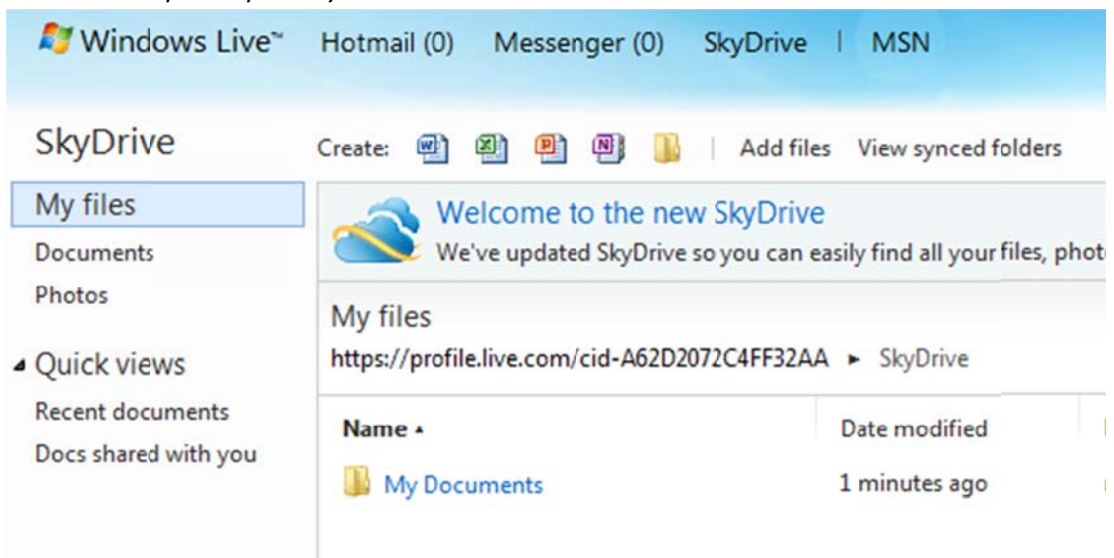 Windows Live™ Hotmail (0) Messenger (0) SkyDrive | MSN
SkyDrive
Create: Add files View synced folders
My files
Documents
Photos
Quick views
Recent documents
Docs shared with you
Welcome to the new SkyDrive
We've updated SkyDrive so you can easily find all your files,
My files
https://profile.live.com/cid-A62D2072C4FF32AA ► SkyDrive
Name Date modified
My Documents 1 minutes ago